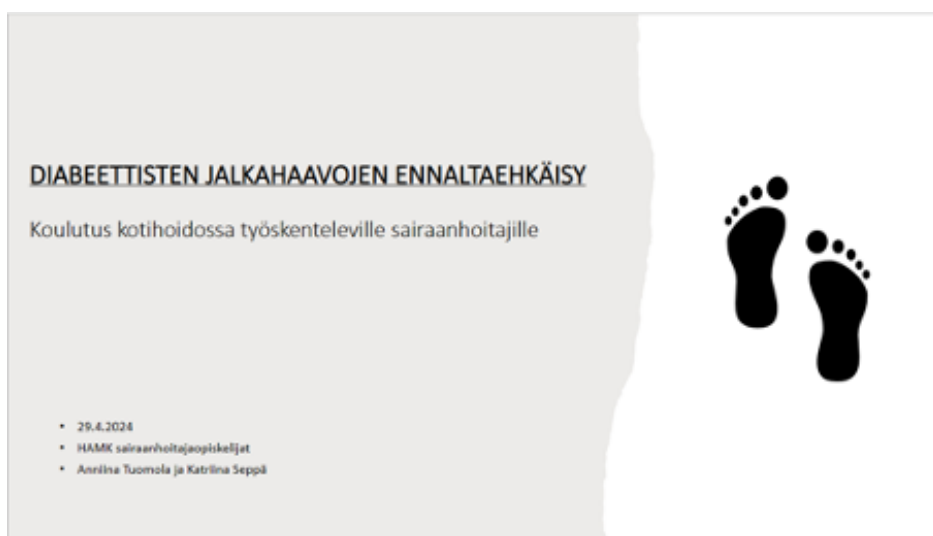 DIABEETTISTEN JALKAHAAVOJEN ENNALTAEHKÄISY
Koulutus kotihoidossa työskenteleville sairaanhoitajille
• 29.4.2024
• HAMK sairaanhoitajaopiskelijat
• Anniina Tuomola ja Katriina Seppä